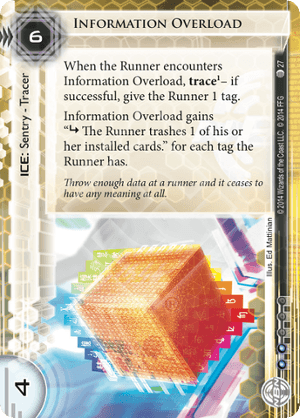 Information Overload
6
When the Runner encounters
Information Overload, trace¹– if
successful, give the Runner 1 tag.
Information Overload gains
“↳ The Runner trashes 1 of his or
her installed cards.” for each tag the
Runner has.
Throw enough data at a runner and it ceases to
have any meaning at all.
ICE: Sentry - Tracer
Illus. Ed Mattinian
© 2014 Wizards of the Coast LLC. © 2014 FFG
27
4